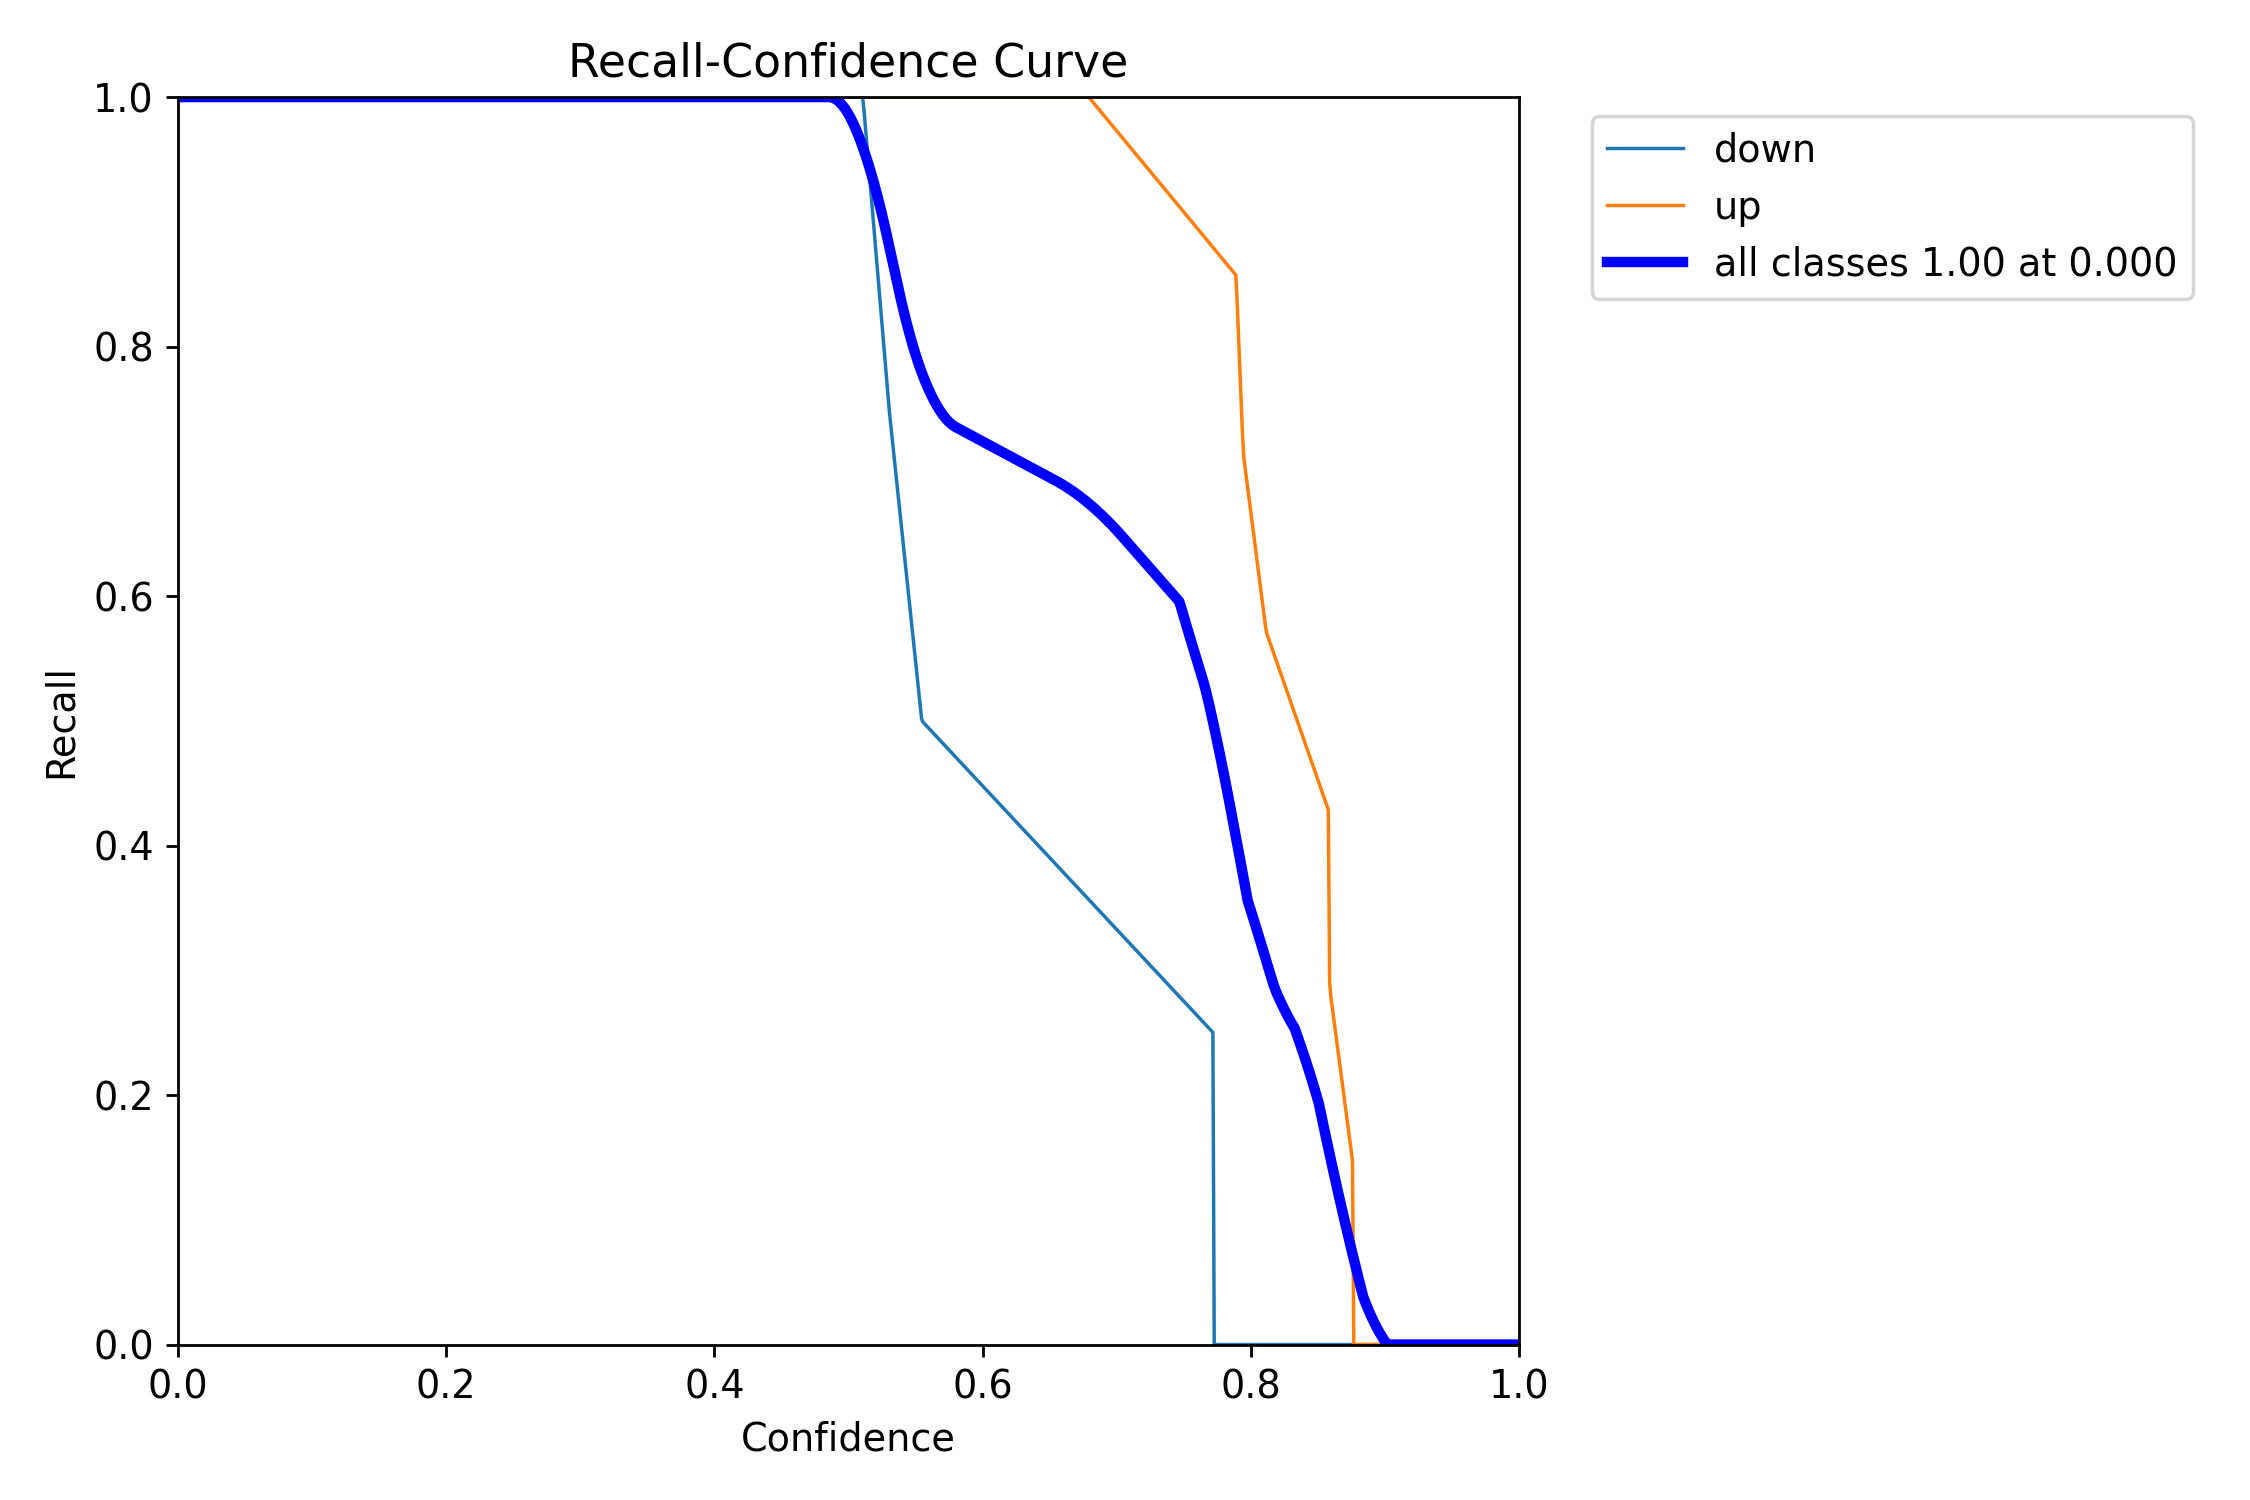 Recall-Confidence Curve
1.0
0.8
0.6
0.4
0.2
0.0
Recall
0.0 0.2 0.4 0.6 0.8 1.0
Confidence
down
up
all classes 1.00 at 0.000